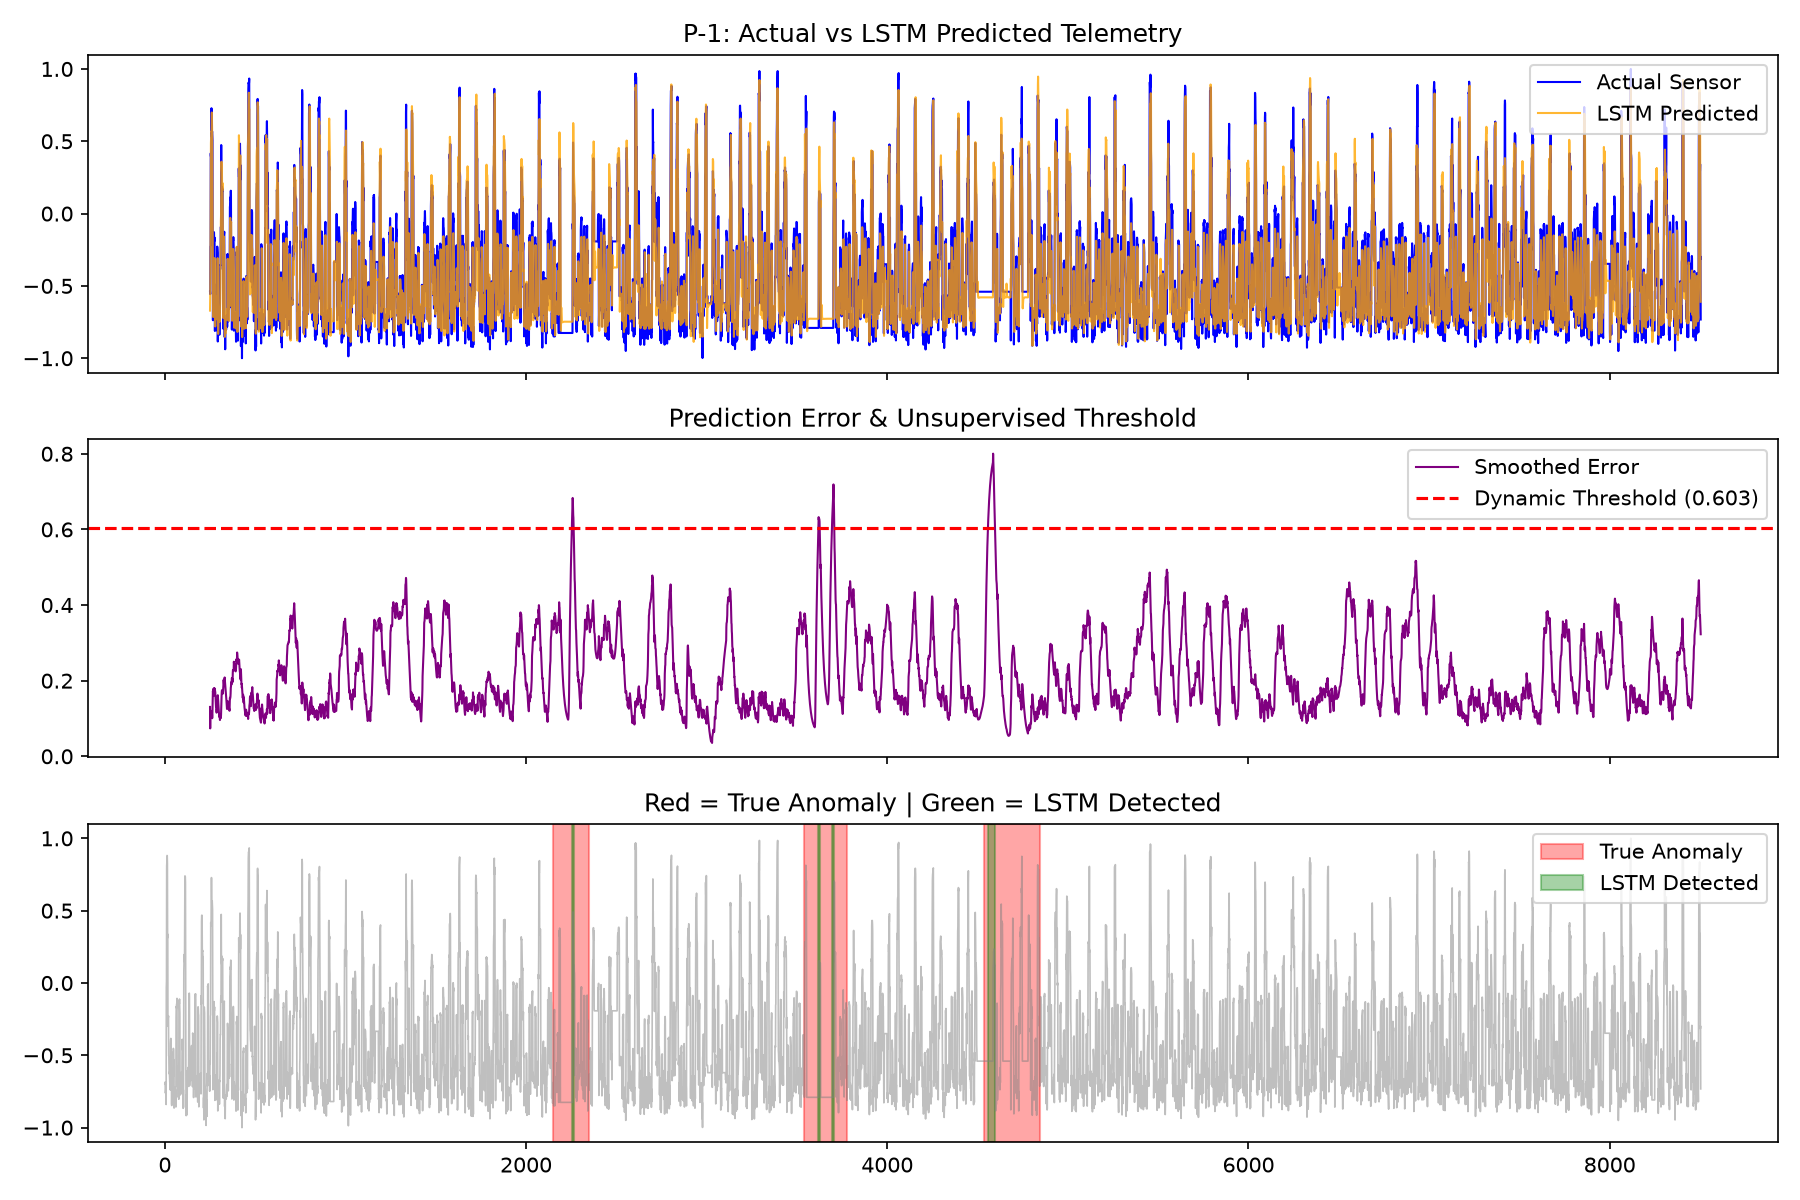 P-1: Actual vs LSTM Predicted Telemetry
1.0
0.5
0.0
−0.5
−1.0
Actual Sensor
LSTM Predicted
Prediction Error & Unsupervised Threshold
0.8
0.6
0.4
0.2
0.0
Smoothed Error
Dynamic Threshold (0.603)
Red = True Anomaly | Green = LSTM Detected
1.0
0.5
0.0
−0.5
−1.0
True Anomaly
LSTM Detected
0 2000 4000 6000 8000